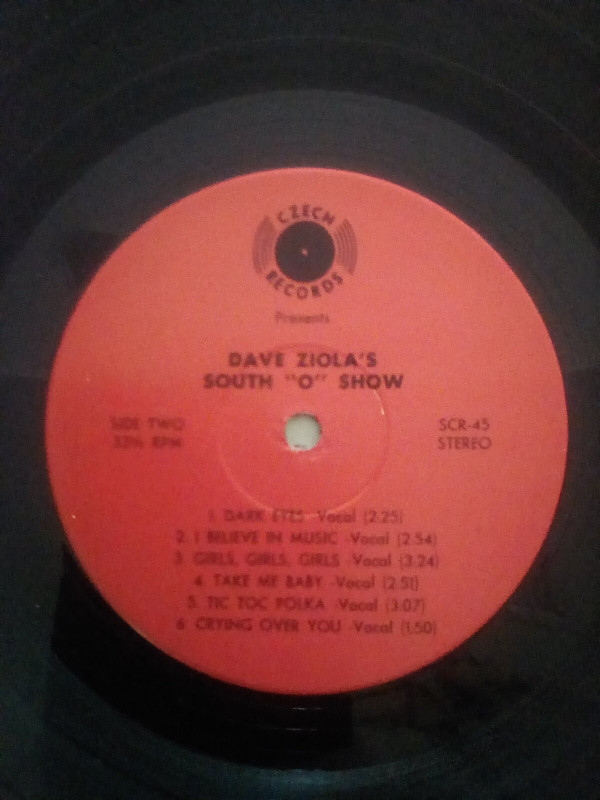 CZECH
RECORDS
Presents
DAVE ZIOLA'S
SOUTH "O" SHOW
SIDE TWO
33⅓ RPM
SCR-45
STEREO
1. DARK EYES -Vocal (2:25)
2. I BELIEVE IN MUSIC -Vocal (2:54)
3. GIRLS, GIRLS, GIRLS -Vocal (3:24)
4. TAKE ME BABY -Vocal (2:51)
5. TIC TOC POLKA -Vocal (3:07)
6. CRYING OVER YOU -Vocal (1:50)